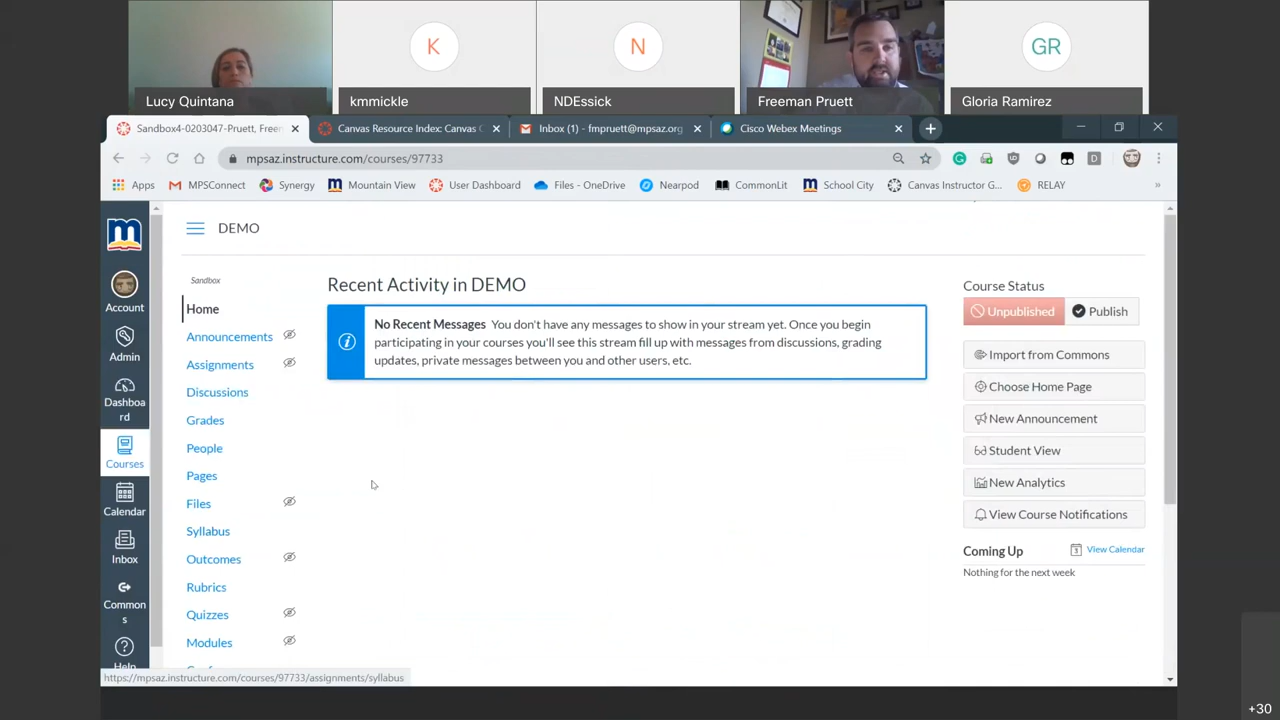 K
N
GR
Lucy Quintana
kmmickle
NDEssick
Freeman Pruett
Gloria Ramirez
Sandbox4-0203047-Pruett, Freen
Canvas Resource Index: Canvas C
Inbox (1) - fmpruett@mpsaz.org
Cisco Webex Meetings
mpsaz.instructure.com/courses/97733
Apps
MPSConnect
Synergy
Mountain View
User Dashboard
Files - OneDrive
Nearpod
CommonLit
School City
Canvas Instructor G...
RELAY
»
m
Account
Admin
Dashboa
rd
Courses
Calendar
Inbox
Common
s
Help
DEMO
Sandbox
Home
Announcements
Assignments
Discussions
Grades
People
Pages
Files
Syllabus
Outcomes
Rubrics
Quizzes
Modules
Recent Activity in DEMO
No Recent Messages You don't have any messages to show in your stream yet. Once you begin
participating in your courses you'll see this stream fill up with messages from discussions, grading
updates, private messages between you and other users, etc.
Course Status
Unpublished
Publish
Import from Commons
Choose Home Page
New Announcement
Student View
New Analytics
View Course Notifications
Coming Up
View Calendar
Nothing for the next week
https://mpsaz.instructure.com/courses/97733/assignments/syllabus
+30